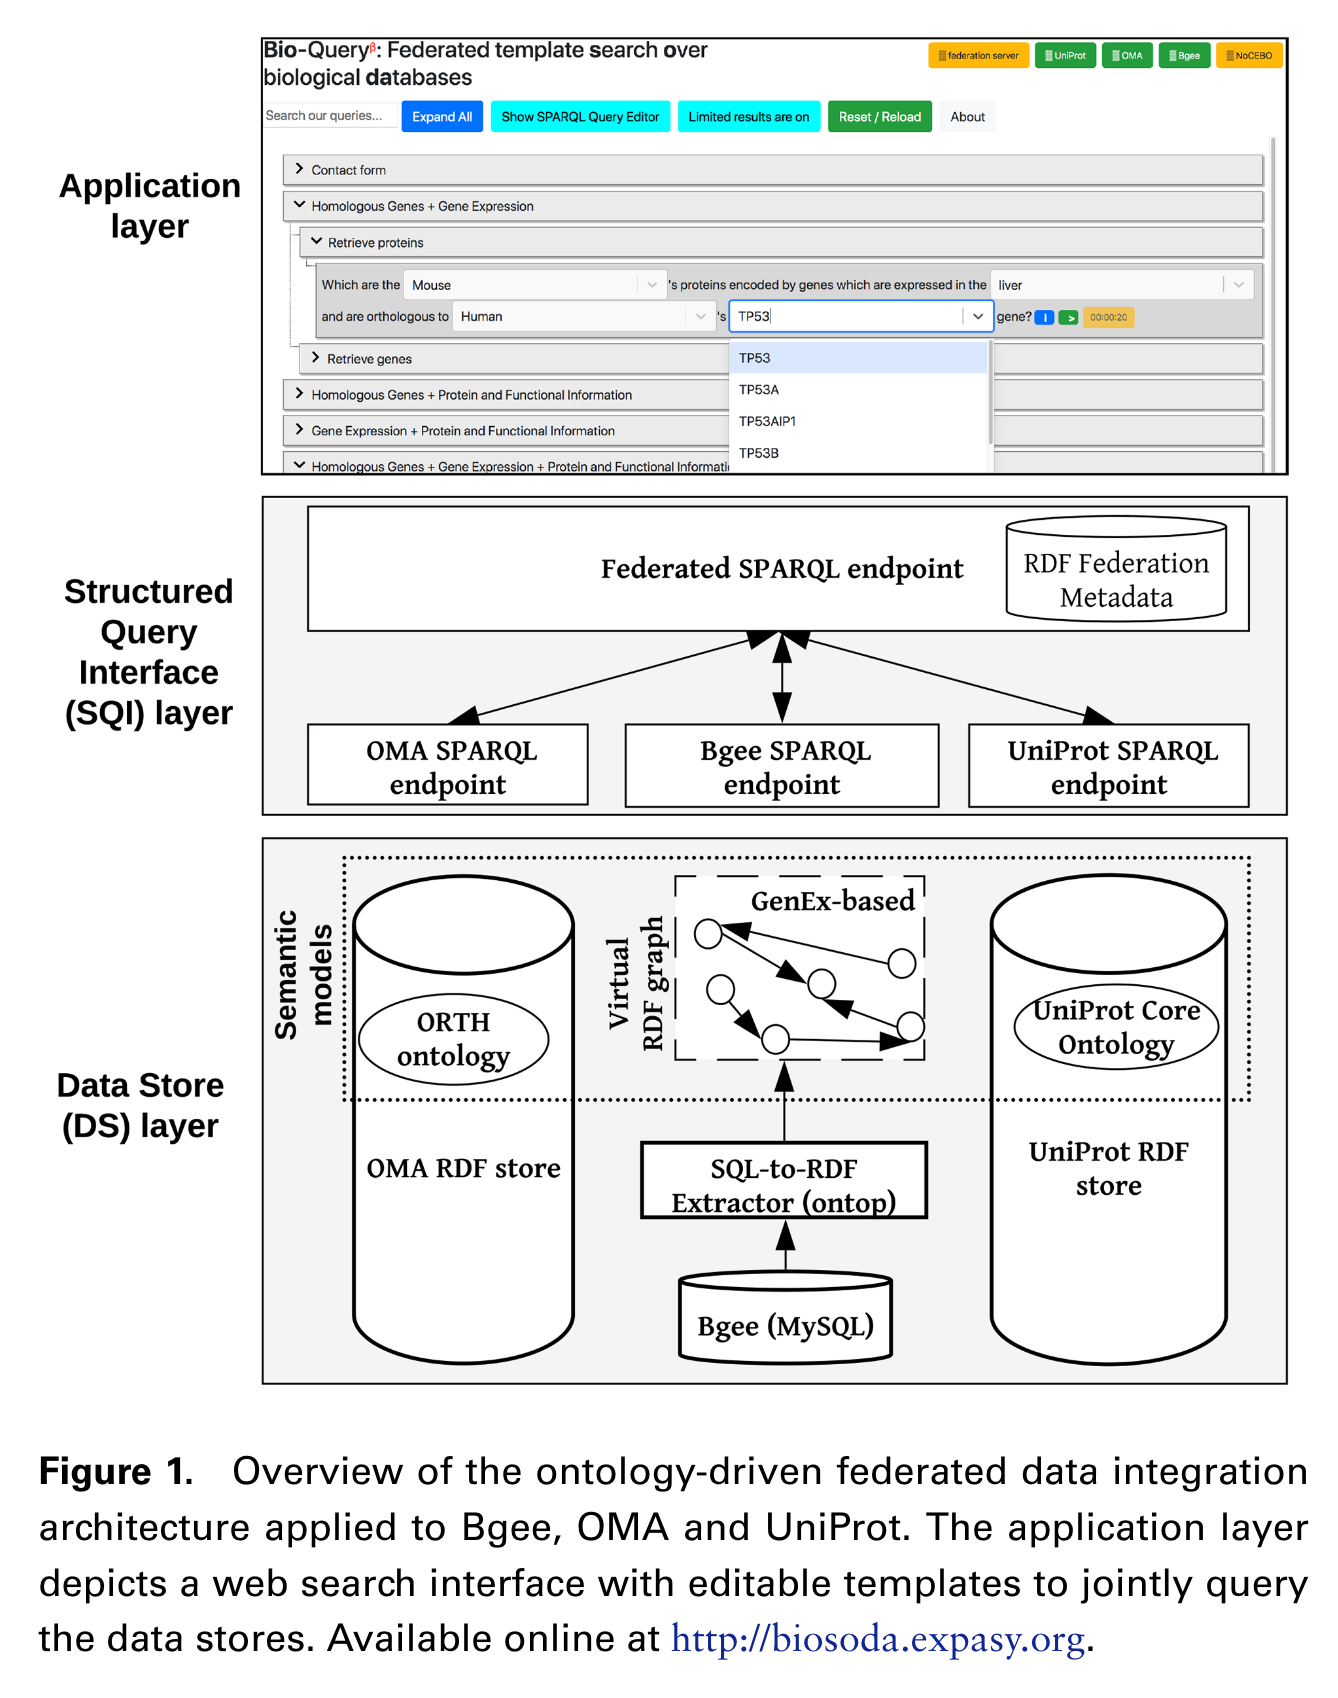 Bio-Queryβ: Federated template search over
biological databases
federation server
UniProt
OMA
Bgee
NoCEBO
Search our queries...
Expand All
Show SPARQL Query Editor
Limited results are on
Reset / Reload
About
Contact form
Homologous Genes + Gene Expression
Retrieve proteins
Which are the Mouse 's proteins encoded by genes which are expressed in the liver
and are orthologous to Human 's TP53 gene? I > 00:00:20
TP53
TP53A
TP53AIP1
TP53B
Retrieve genes
Homologous Genes + Protein and Functional Information
Gene Expression + Protein and Functional Information
Homologous Genes + Gene Expression + Protein and Functional Informati
Application
layer
Federated SPARQL endpoint
RDF Federation
Metadata
Structured
Query
Interface
(SQI) layer
OMA SPARQL
endpoint
Bgee SPARQL
endpoint
UniProt SPARQL
endpoint
Semantic
models
ORTH
ontology
OMA RDF store
Virtual
RDF graph
GenEx-based
UniProt Core
Ontology
UniProt RDF
store
Data Store
(DS) layer
SQL-to-RDF
Extractor (ontop)
Bgee (MySQL)
Figure 1. Overview of the ontology-driven federated data integration
architecture applied to Bgee, OMA and UniProt. The application layer
depicts a web search interface with editable templates to jointly query
the data stores. Available online at http://biosoda.expasy.org.